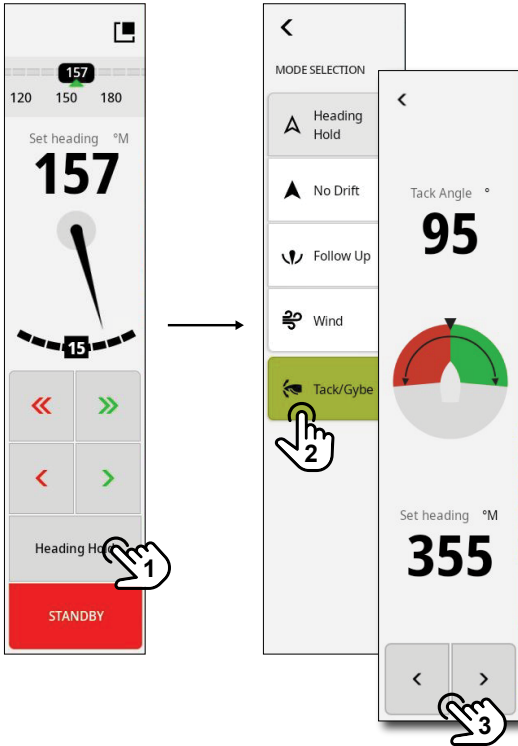 157
120 150 180
Set heading °M
157
15
Heading Hold
1
STANDBY
MODE SELECTION
Heading
Hold
No Drift
Follow Up
Wind
Tack/Gybe
2
Tack Angle °
95
Set heading °M
355
3